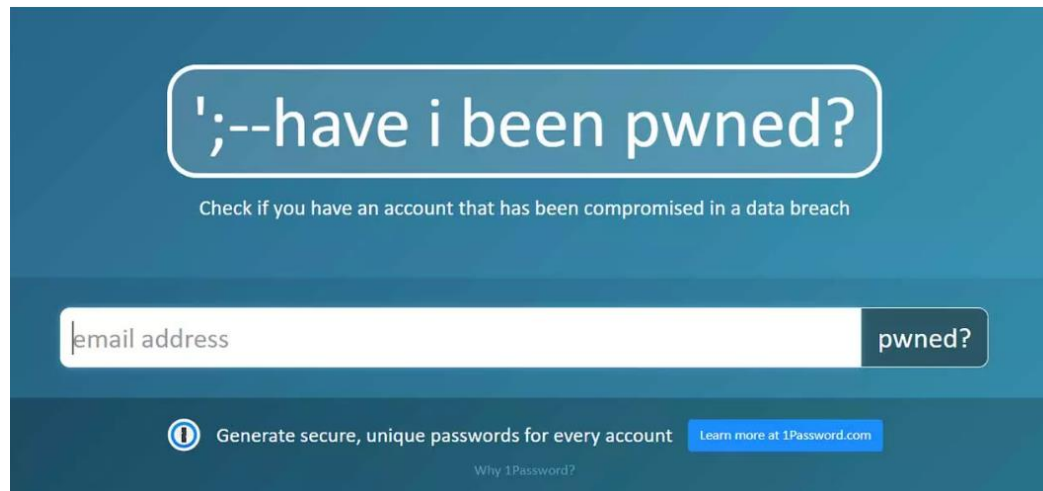 ';--have i been pwned?
Check if you have an account that has been compromised in a data breach
email address
pwned?
Generate secure, unique passwords for every account
Learn more at 1Password.com
Why 1Password?